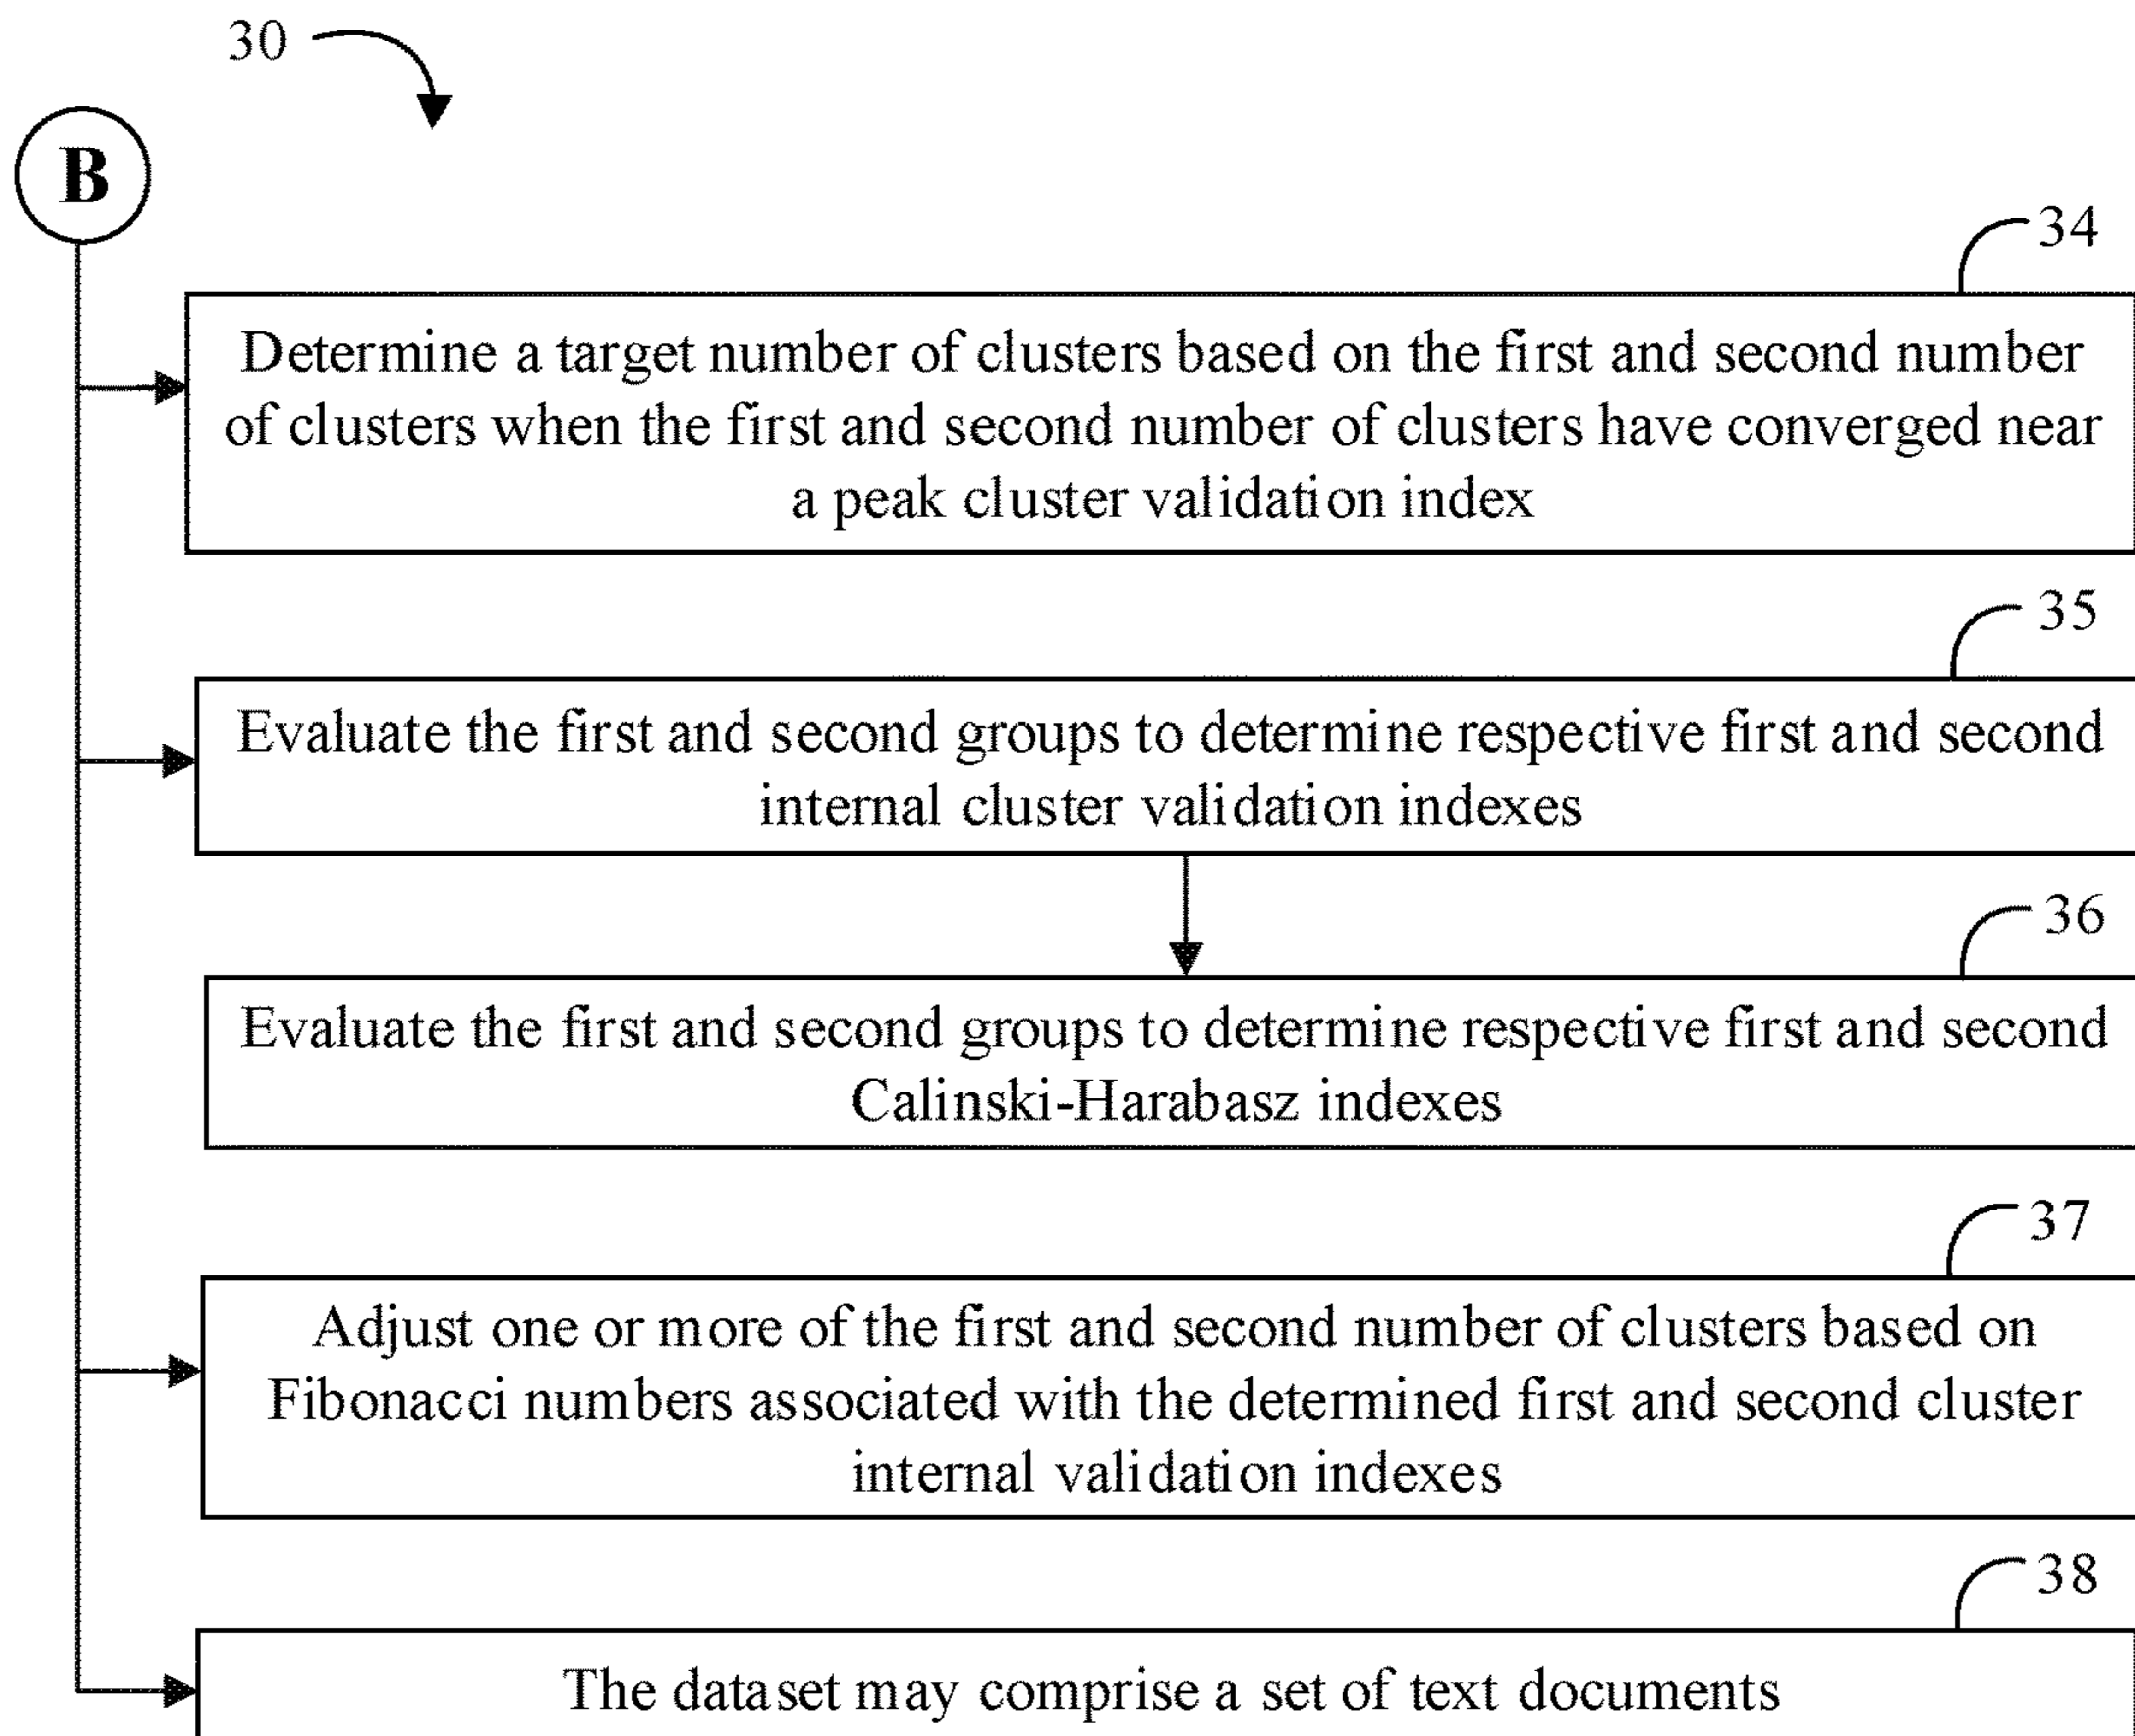 30
B
34
Determine a target number of clusters based on the first and second number
of clusters when the first and second number of clusters have converged near
a peak cluster validation index
35
Evaluate the first and second groups to determine respective first and second
internal cluster validation indexes
36
Evaluate the first and second groups to determine respective first and second
Calinski-Harabasz indexes
37
Adjust one or more of the first and second number of clusters based on
Fibonacci numbers associated with the determined first and second cluster
internal validation indexes
38
The dataset may comprise a set of text documents